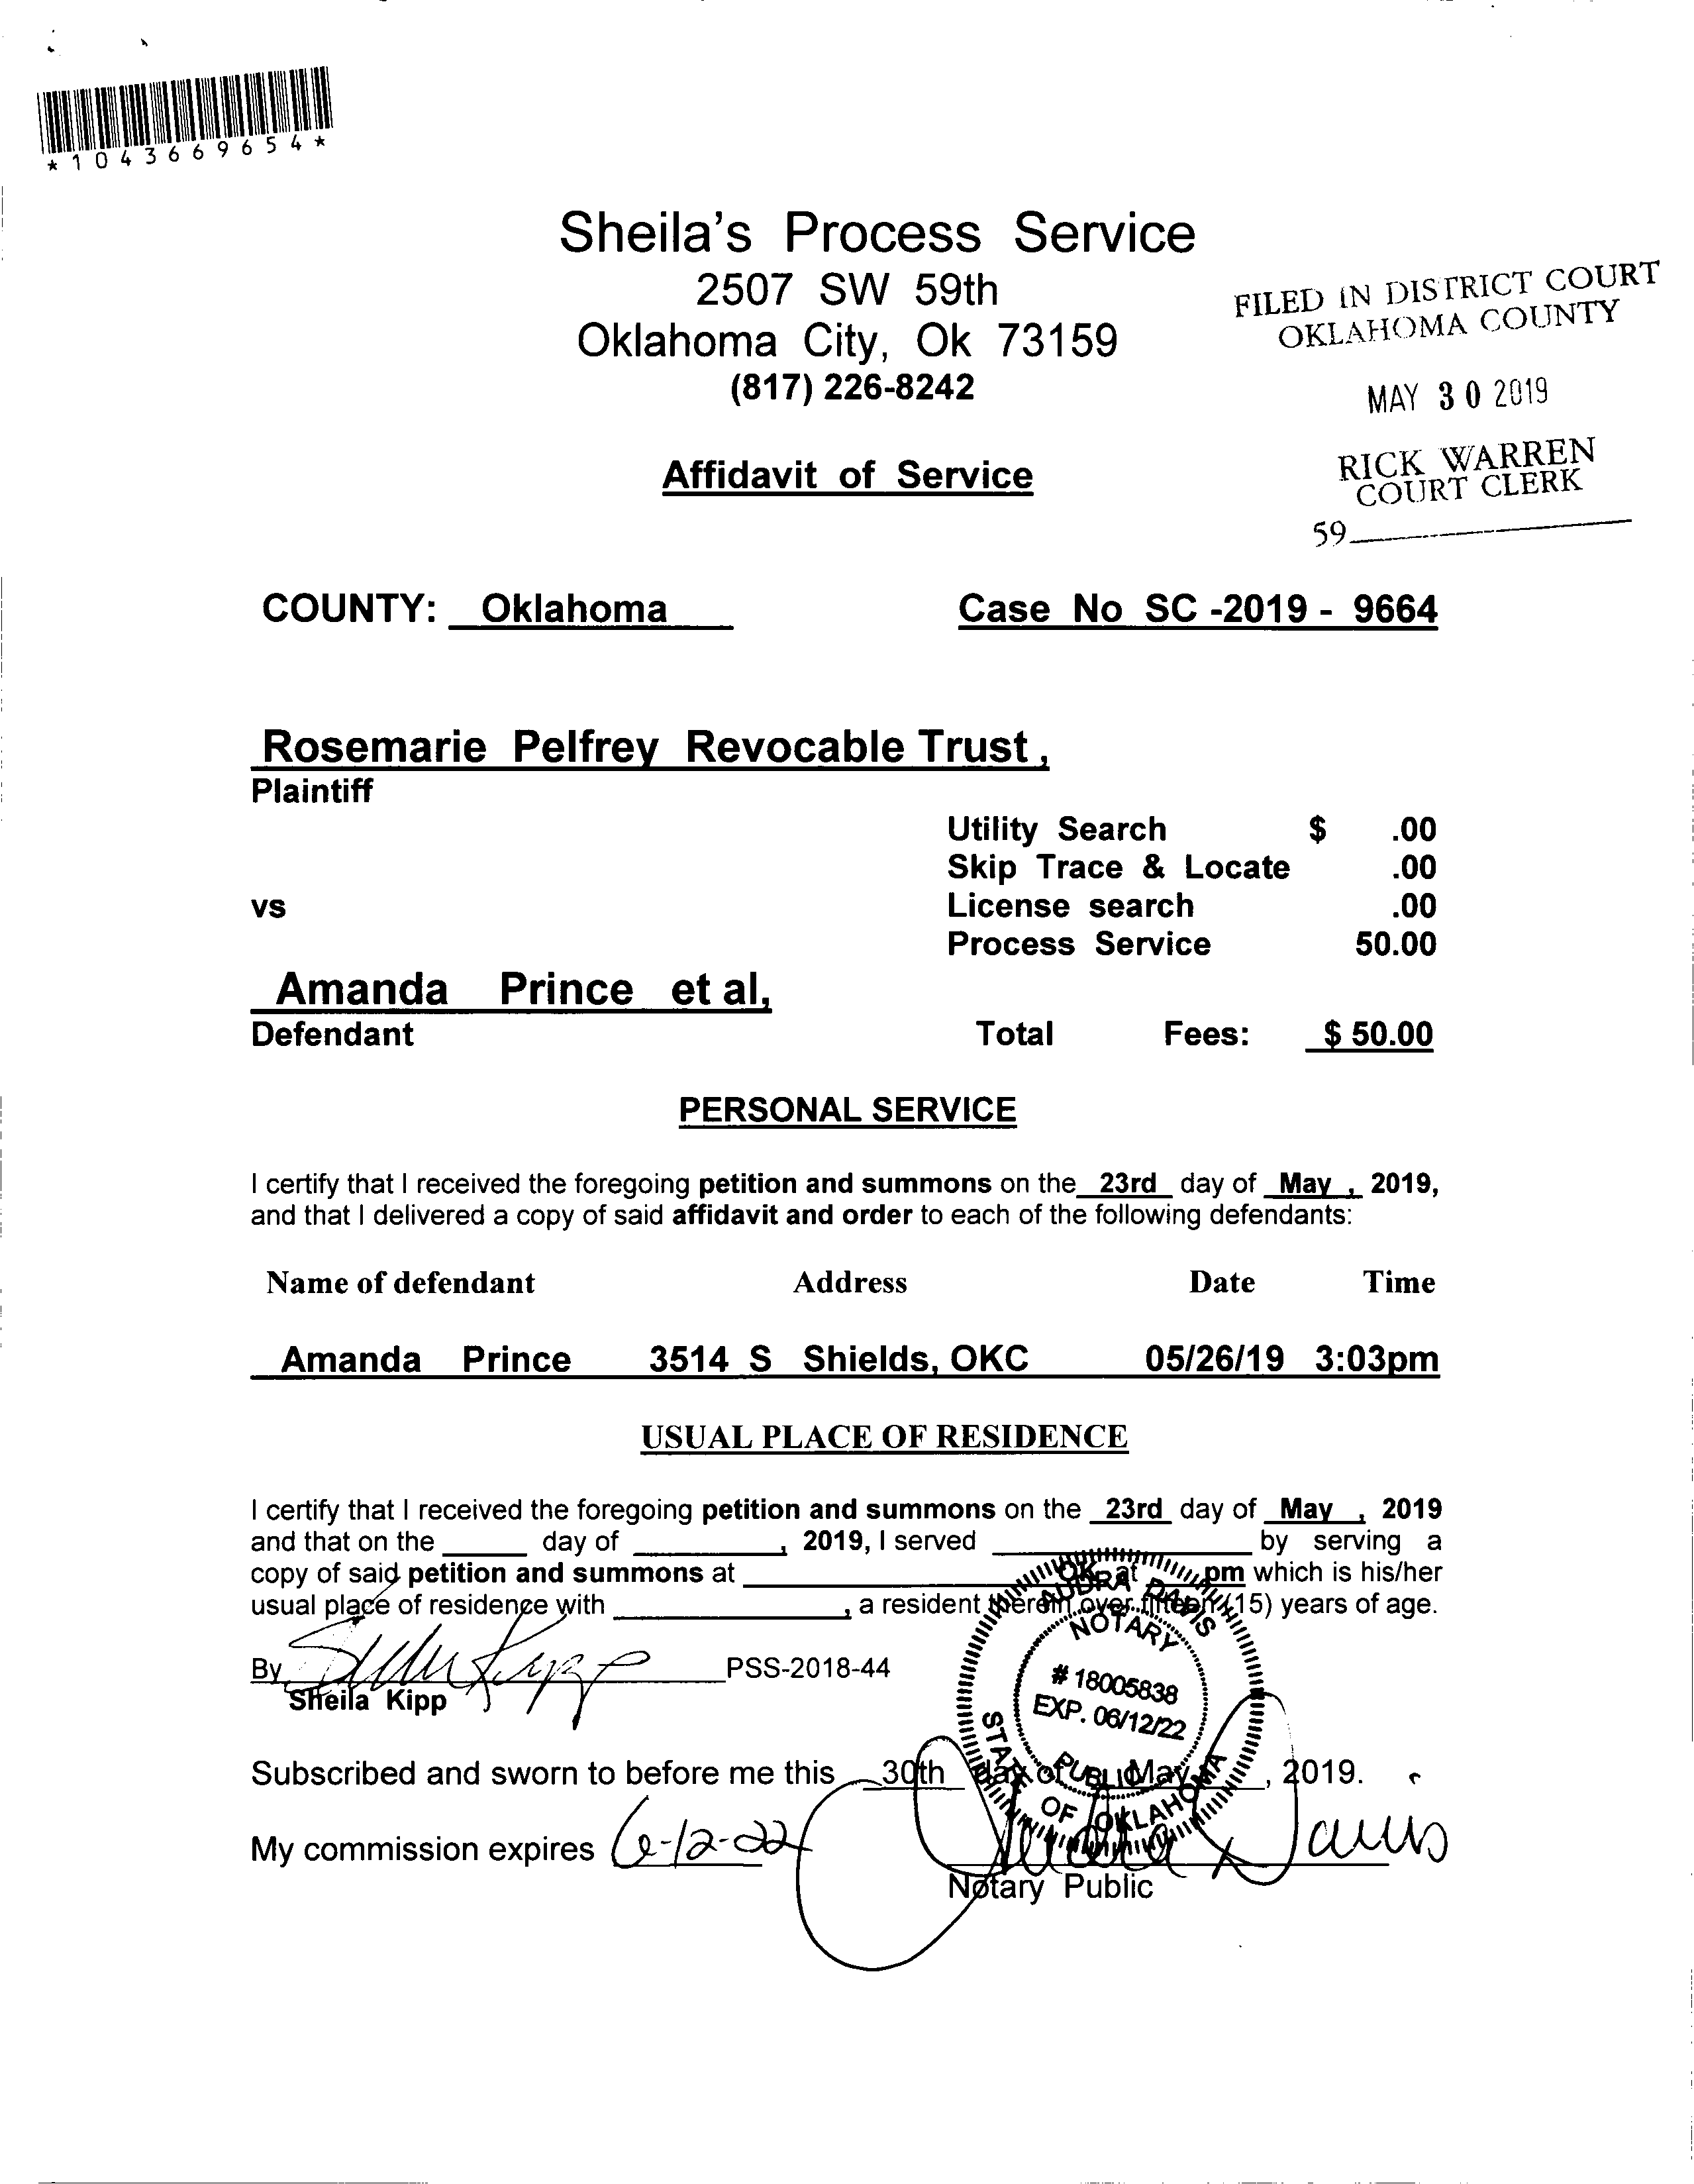 *1043669654*
Sheila's Process Service
2507 SW 59th
Oklahoma City, Ok 73159
(817) 226-8242
FILED IN DISTRICT COURT
OKLAHOMA COUNTY
MAY 30 2019
RICK WARREN
COURT CLERK
59
Affidavit of Service
COUNTY: Oklahoma Case No SC -2019 - 9664
Rosemarie Pelfrey Revocable Trust,
Plaintiff
Utility Search $ .00
Skip Trace & Locate .00
vs License search .00
Process Service 50.00
Amanda Prince et al,
Defendant Total Fees: $ 50.00
PERSONAL SERVICE
I certify that I received the foregoing petition and summons on the 23rd day of May , 2019,
and that I delivered a copy of said affidavit and order to each of the following defendants:
Name of defendant Address Date Time
Amanda Prince 3514 S Shields, OKC 05/26/19 3:03pm
USUAL PLACE OF RESIDENCE
I certify that I received the foregoing petition and summons on the 23rd day of May , 2019
and that on the ______ day of ___________, 2019, I served ________________ by serving a
copy of said petition and summons at ____________________ OK at ____ pm which is his/her
usual place of residence with ________________, a resident therein over fifteen (15) years of age.
By Sheila Kipp PSS-2018-44
Sheila Kipp
AUDRA DAVIS
NOTARY
# 18005838
EXP. 06/12/22
PUBLIC
STATE OF OKLAHOMA
Subscribed and sworn to before me this 30th day of May , 2019.
My commission expires 6-12-22 Audra Davis
Notary Public